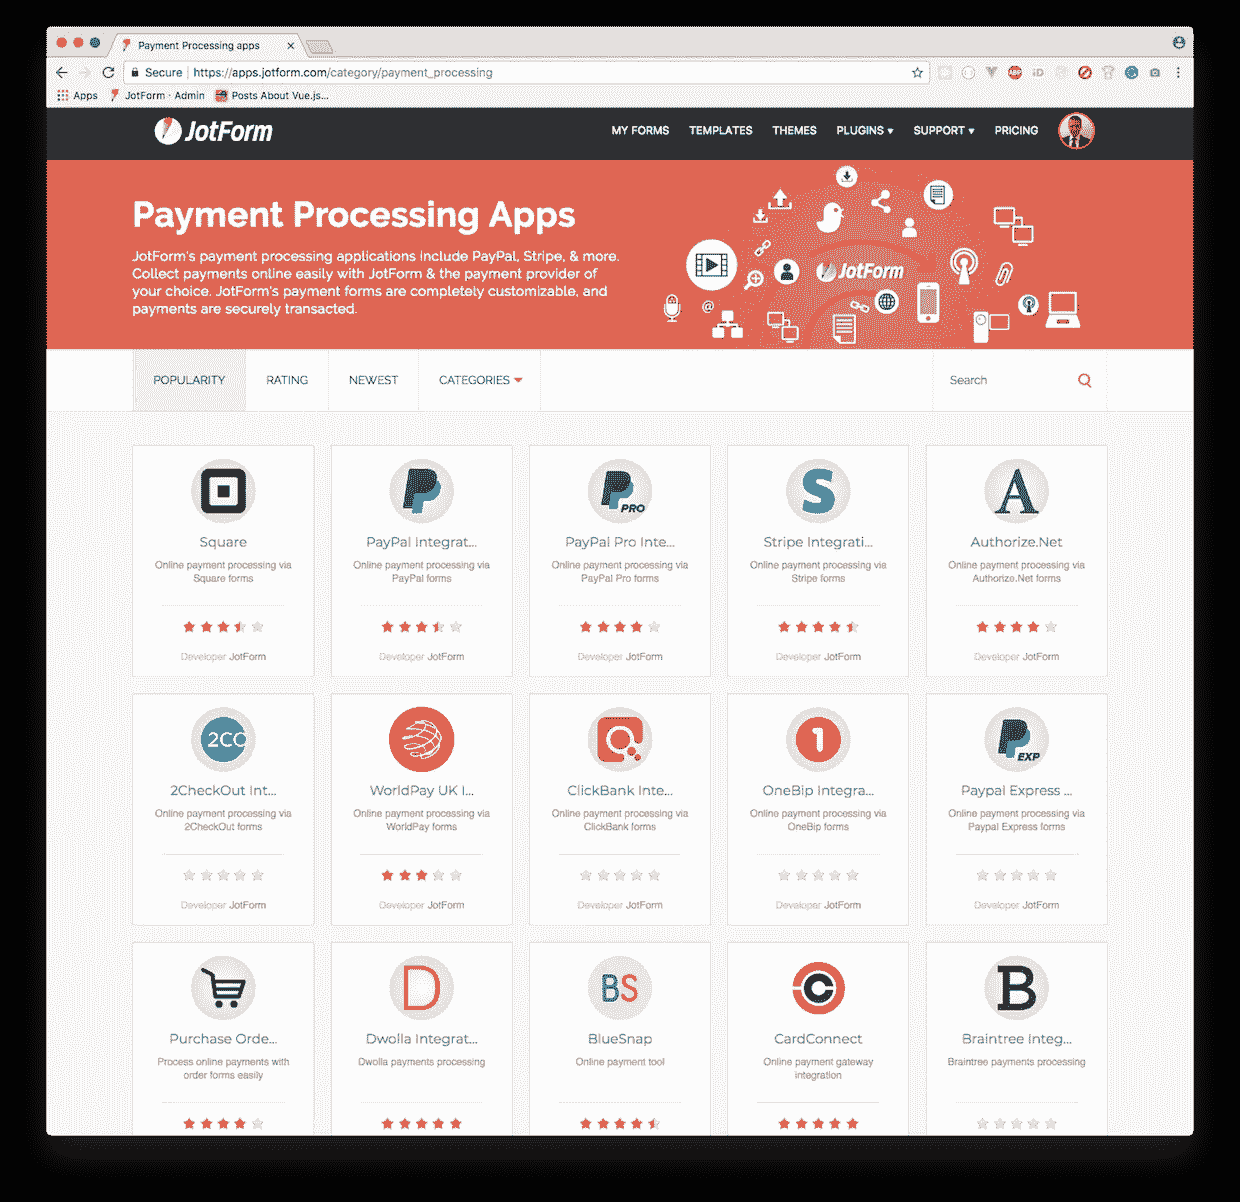 Payment Processing apps
Secure
https://apps.jotform.com/category/payment_processing
ABP
iD
Apps
JotForm - Admin
Posts About Vue.js...
JotForm
MY FORMS
TEMPLATES
THEMES
PLUGINS
SUPPORT
PRICING
Payment Processing Apps
JotForm's payment processing applications include PayPal, Stripe, & more.
Collect payments online easily with JotForm & the payment provider of
your choice. JotForm's payment forms are completely customizable, and
payments are securely transacted.
@
JotForm
POPULARITY
RATING
NEWEST
CATEGORIES
Search
Square
Online payment processing via
Square forms
Developer JotForm
PayPal Integrat...
Online payment processing via
PayPal forms
Developer JotForm
PRO
PayPal Pro Inte...
Online payment processing via
PayPal Pro forms
Developer JotForm
S
Stripe Integrati...
Online payment processing via
Stripe forms
Developer JotForm
A
Authorize.Net
Online payment processing via
Authorize.Net forms
Developer JotForm
2CO
2CheckOut Int...
Online payment processing via
2CheckOut forms
Developer JotForm
WorldPay UK I...
Online payment processing via
WorldPay forms
Developer JotForm
ClickBank Inte...
Online payment processing via
ClickBank forms
Developer JotForm
1
OneBip Integra...
Online payment processing via
OneBip forms
Developer JotForm
EXP
Paypal Express ...
Online payment processing via
Paypal Express forms
Developer JotForm
Purchase Orde...
Process online payments with
order forms easily
D
Dwolla Integrat...
Dwolla payments processing
BS
BlueSnap
Online payment tool
C
CardConnect
Online payment gateway
integration
B
Braintree Integ...
Braintree payments processing